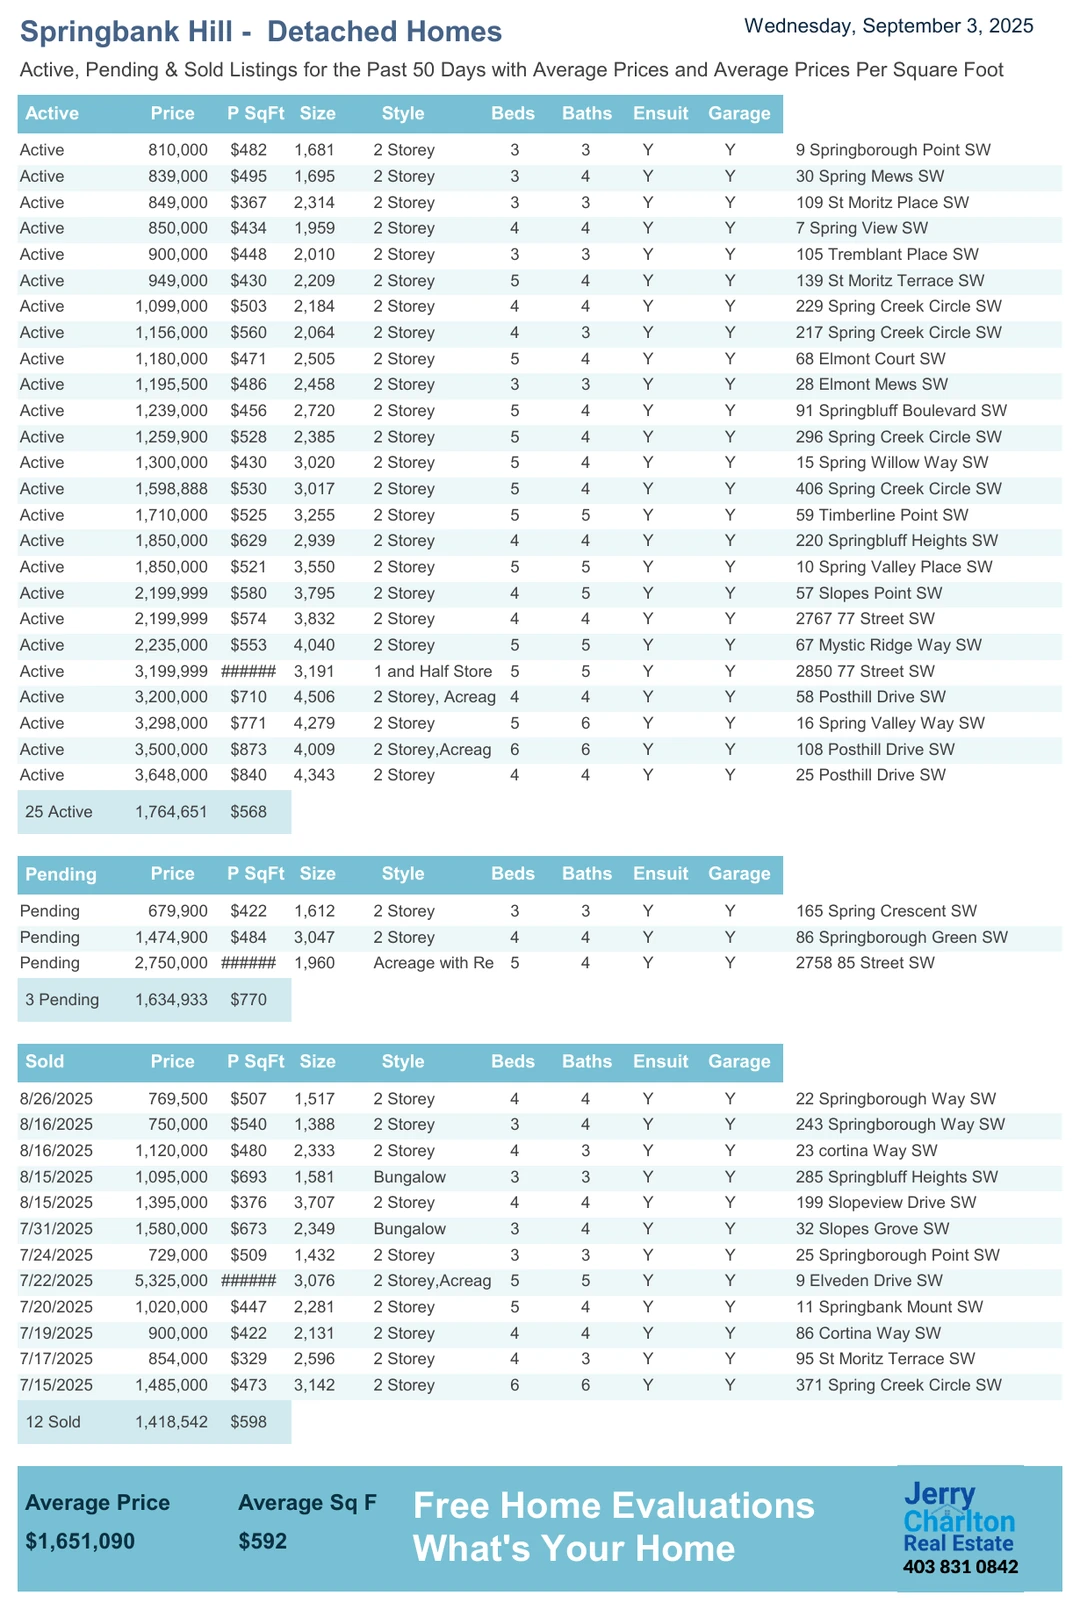 Springbank Hill -  Detached Homes
Wednesday, September 3, 2025
Active, Pending & Sold Listings for the Past 50 Days with Average Prices and Average Prices Per Square Foot
Active Price P SqFt Size Style Beds Baths Ensuit Garage
Active 810,000 $482 1,681 2 Storey 3 3 Y Y 9 Springborough Point SW
Active 839,000 $495 1,695 2 Storey 3 4 Y Y 30 Spring Mews SW
Active 849,000 $367 2,314 2 Storey 3 3 Y Y 109 St Moritz Place SW
Active 850,000 $434 1,959 2 Storey 4 4 Y Y 7 Spring View SW
Active 900,000 $448 2,010 2 Storey 3 3 Y Y 105 Tremblant Place SW
Active 949,000 $430 2,209 2 Storey 5 4 Y Y 139 St Moritz Terrace SW
Active 1,099,000 $503 2,184 2 Storey 4 4 Y Y 229 Spring Creek Circle SW
Active 1,156,000 $560 2,064 2 Storey 4 3 Y Y 217 Spring Creek Circle SW
Active 1,180,000 $471 2,505 2 Storey 5 4 Y Y 68 Elmont Court SW
Active 1,195,500 $486 2,458 2 Storey 3 3 Y Y 28 Elmont Mews SW
Active 1,239,000 $456 2,720 2 Storey 5 4 Y Y 91 Springbluff Boulevard SW
Active 1,259,900 $528 2,385 2 Storey 5 4 Y Y 296 Spring Creek Circle SW
Active 1,300,000 $430 3,020 2 Storey 5 4 Y Y 15 Spring Willow Way SW
Active 1,598,888 $530 3,017 2 Storey 5 4 Y Y 406 Spring Creek Circle SW
Active 1,710,000 $525 3,255 2 Storey 5 5 Y Y 59 Timberline Point SW
Active 1,850,000 $629 2,939 2 Storey 4 4 Y Y 220 Springbluff Heights SW
Active 1,850,000 $521 3,550 2 Storey 5 5 Y Y 10 Spring Valley Place SW
Active 2,199,999 $580 3,795 2 Storey 4 5 Y Y 57 Slopes Point SW
Active 2,199,999 $574 3,832 2 Storey 4 4 Y Y 2767 77 Street SW
Active 2,235,000 $553 4,040 2 Storey 5 5 Y Y 67 Mystic Ridge Way SW
Active 3,199,999 ###### 3,191 1 and Half Store 5 5 Y Y 2850 77 Street SW
Active 3,200,000 $710 4,506 2 Storey, Acreag 4 4 Y Y 58 Posthill Drive SW
Active 3,298,000 $771 4,279 2 Storey 5 6 Y Y 16 Spring Valley Way SW
Active 3,500,000 $873 4,009 2 Storey,Acreag 6 6 Y Y 108 Posthill Drive SW
Active 3,648,000 $840 4,343 2 Storey 4 4 Y Y 25 Posthill Drive SW
25 Active 1,764,651 $568
Pending Price P SqFt Size Style Beds Baths Ensuit Garage
Pending 679,900 $422 1,612 2 Storey 3 3 Y Y 165 Spring Crescent SW
Pending 1,474,900 $484 3,047 2 Storey 4 4 Y Y 86 Springborough Green SW
Pending 2,750,000 ###### 1,960 Acreage with Re 5 4 Y Y 2758 85 Street SW
3 Pending 1,634,933 $770
Sold Price P SqFt Size Style Beds Baths Ensuit Garage
8/26/2025 769,500 $507 1,517 2 Storey 4 4 Y Y 22 Springborough Way SW
8/16/2025 750,000 $540 1,388 2 Storey 3 4 Y Y 243 Springborough Way SW
8/16/2025 1,120,000 $480 2,333 2 Storey 4 3 Y Y 23 cortina Way SW
8/15/2025 1,095,000 $693 1,581 Bungalow 3 3 Y Y 285 Springbluff Heights SW
8/15/2025 1,395,000 $376 3,707 2 Storey 4 4 Y Y 199 Slopeview Drive SW
7/31/2025 1,580,000 $673 2,349 Bungalow 3 4 Y Y 32 Slopes Grove SW
7/24/2025 729,000 $509 1,432 2 Storey 3 3 Y Y 25 Springborough Point SW
7/22/2025 5,325,000 ###### 3,076 2 Storey,Acreag 5 5 Y Y 9 Elveden Drive SW
7/20/2025 1,020,000 $447 2,281 2 Storey 5 4 Y Y 11 Springbank Mount SW
7/19/2025 900,000 $422 2,131 2 Storey 4 4 Y Y 86 Cortina Way SW
7/17/2025 854,000 $329 2,596 2 Storey 4 3 Y Y 95 St Moritz Terrace SW
7/15/2025 1,485,000 $473 3,142 2 Storey 6 6 Y Y 371 Spring Creek Circle SW
12 Sold 1,418,542 $598
Average Price Average Sq F
$1,651,090 $592
Free Home Evaluations
What's Your Home
Jerry
Charlton
Real Estate
403 831 0842